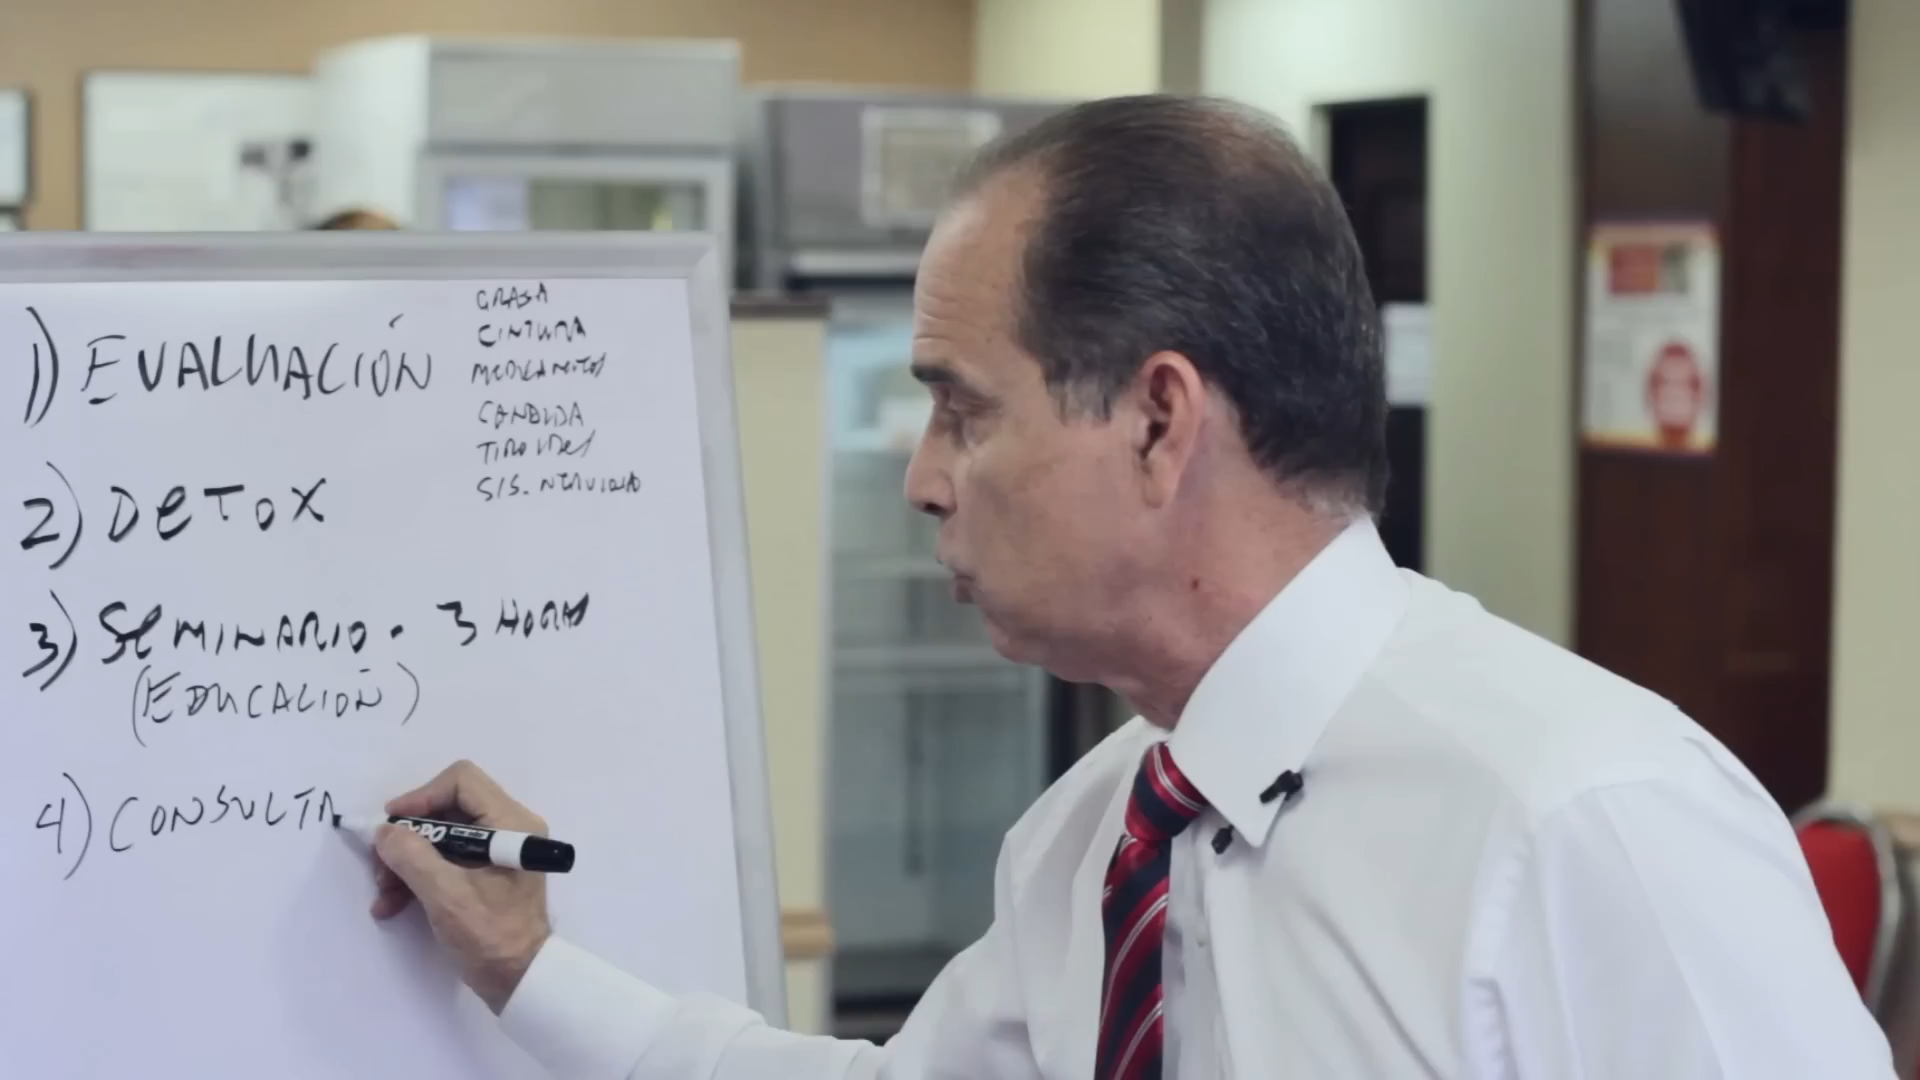 1) EVALUACIÓN
GRASA
CINTURA
MEDICAMENTOS
CANDIDA
TIROIDES
SIS. NERVIOSO
2) DETOX
3) SEMINARIO. 3 HORAS
(EDUCACIÓN)
4) CONSULTA
EXPO